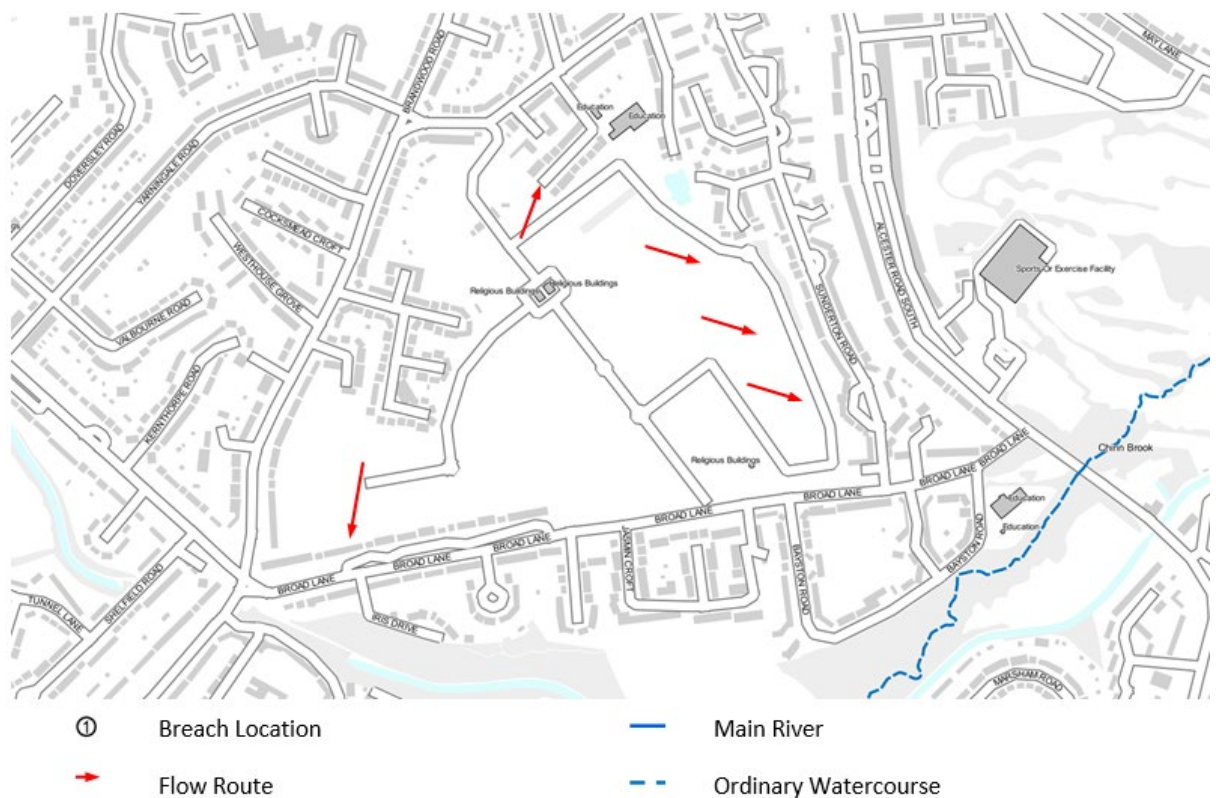 MAY LANE
BRANDWOOD ROAD
DOVERSLEY ROAD
YARNINGALE ROAD
Education
Education
COCKSMEAD CROFT
WESTHOUSE GROVE
ALCESTER ROAD SOUTH
Sports Or Exercise Facility
Religious Buildings
Religious Buildings
SUNDERTON ROAD
VALBOURNE ROAD
KERNTHORPE ROAD
Chinn Brook
BROAD LANE
BROAD LANE
Religious Buildings
BROAD LANE
BROAD LANE
Education
Education
JASMIN CROFT
BAYSTON ROAD
BAYSTON ROAD
BROAD LANE
BROAD LANE
BROAD LANE
SHELFIELD ROAD
TUNNEL LANE
IRIS DRIVE
MARSHAM ROAD
1 Breach Location
Main River
Flow Route
Ordinary Watercourse